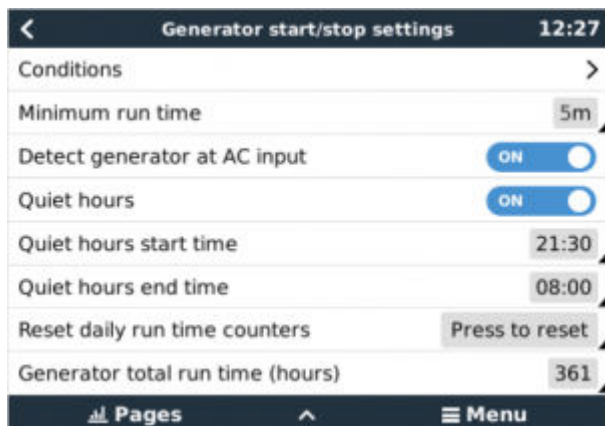 Generator start/stop settings 12:27
Conditions
Minimum run time 5m
Detect generator at AC input ON
Quiet hours ON
Quiet hours start time 21:30
Quiet hours end time 08:00
Reset daily run time counters Press to reset
Generator total run time (hours) 361
Pages Menu